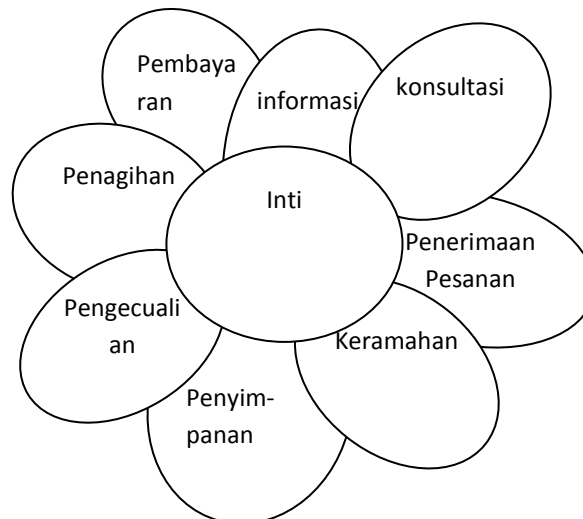 Pembaya
ran
informasi
konsultasi
Penagihan
Inti
Penerimaan
Pesanan
Pengecuali
an
Keramahan
Penyim-
panan